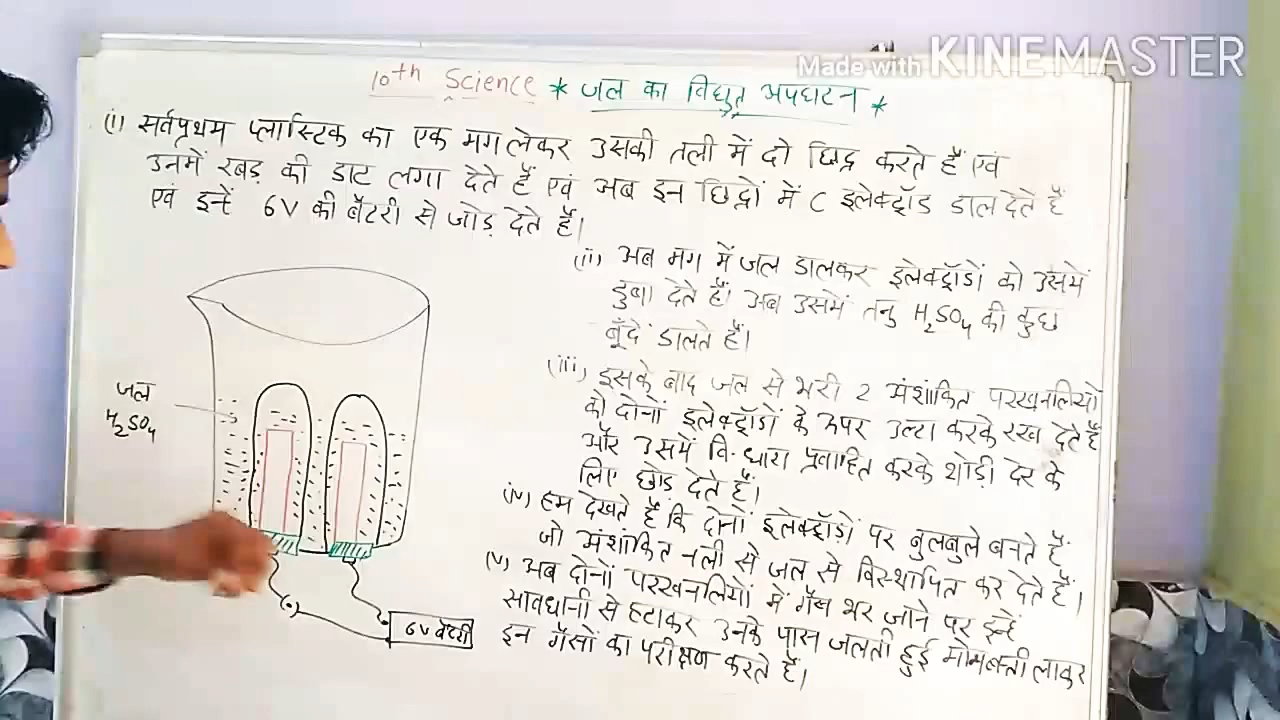 Made with KINEMASTER
10th Science * जल का विद्युत अपघटन *
(i) सर्वप्रथम प्लास्टिक का एक मग लेकर उसकी तली में दो छिद्र करते हैं एवं
उनमें रबड़ की डाट लगा देते हैं एवं अब इन छिद्रों में C इलेक्ट्रॉड डाल देते हैं
एवं इन्हें 6V की बैटरी से जोड़ देते हैं।
(ii) अब मग में जल डालकर इलेक्ट्रॉडों को उसमें
डुबा देते हैं। अब उसमें तनु H₂SO₄ की कुछ
बूँदें डालते हैं।
(iii) इसके बाद जल से भरी 2 मंशांकित परखनलियों
को दोनों इलेक्ट्रॉडों के ऊपर उल्टा करके रख देते हैं
और उसमें वि. धारा प्रवाहित करके थोड़ी देर के
लिए छोड देते हैं।
(iv) हम देखते हैं कि दोनों इलेक्ट्रॉडों पर बुलबुले बनते हैं
जो मंशांकित नली से जल से विस्थापित कर देते हैं।
(v) अब दोनों परखनलियों में गैस भर जाने पर इन्हें
सावधानी से हटाकर उनके पास जलती हुई मोमबत्ती लाकर
इन गैसों का परीक्षण करते हैं।
जल
H₂SO₄
6V बैटरी